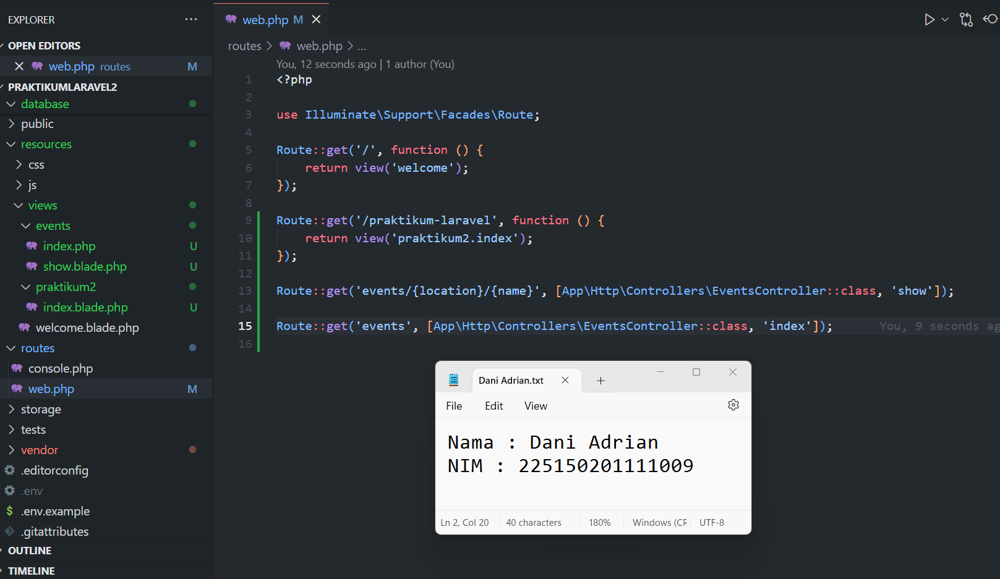 EXPLORER
OPEN EDITORS
web.php routes M
PRAKTIKUMLARAVEL2
database
public
resources
css
js
views
events
index.php U
show.blade.php U
praktikum2
index.blade.php U
welcome.blade.php
routes
console.php
web.php M
storage
tests
vendor
.editorconfig
.env
.env.example
.gitattributes
OUTLINE
TIMELINE
web.php M
routes > web.php > ...
You, 12 seconds ago | 1 author (You)
1 <?php
2
3 use Illuminate\Support\Facades\Route;
4
5 Route::get('/', function () {
6 return view('welcome');
7 });
8
9 Route::get('/praktikum-laravel', function () {
10 return view('praktikum2.index');
11 });
12
13 Route::get('events/{location}/{name}', [App\Http\Controllers\EventsController::class, 'show']);
14
15 Route::get('events', [App\Http\Controllers\EventsController::class, 'index']); You, 9 seconds ag
16
Dani Adrian.txt
File Edit View
Nama : Dani Adrian
NIM : 225150201111009
Ln 2, Col 20 40 characters 180% Windows (CR UTF-8